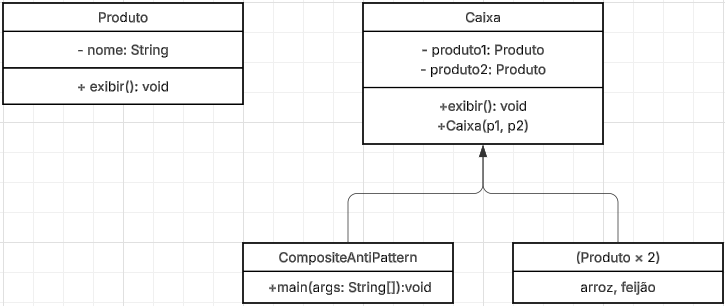 Produto
- nome: String
+ exibir(): void
Caixa
- produto1: Produto
- produto2: Produto
+exibir(): void
+Caixa(p1, p2)
CompositeAntiPattern
+main(args: String[]):void
(Produto × 2)
arroz, feijão